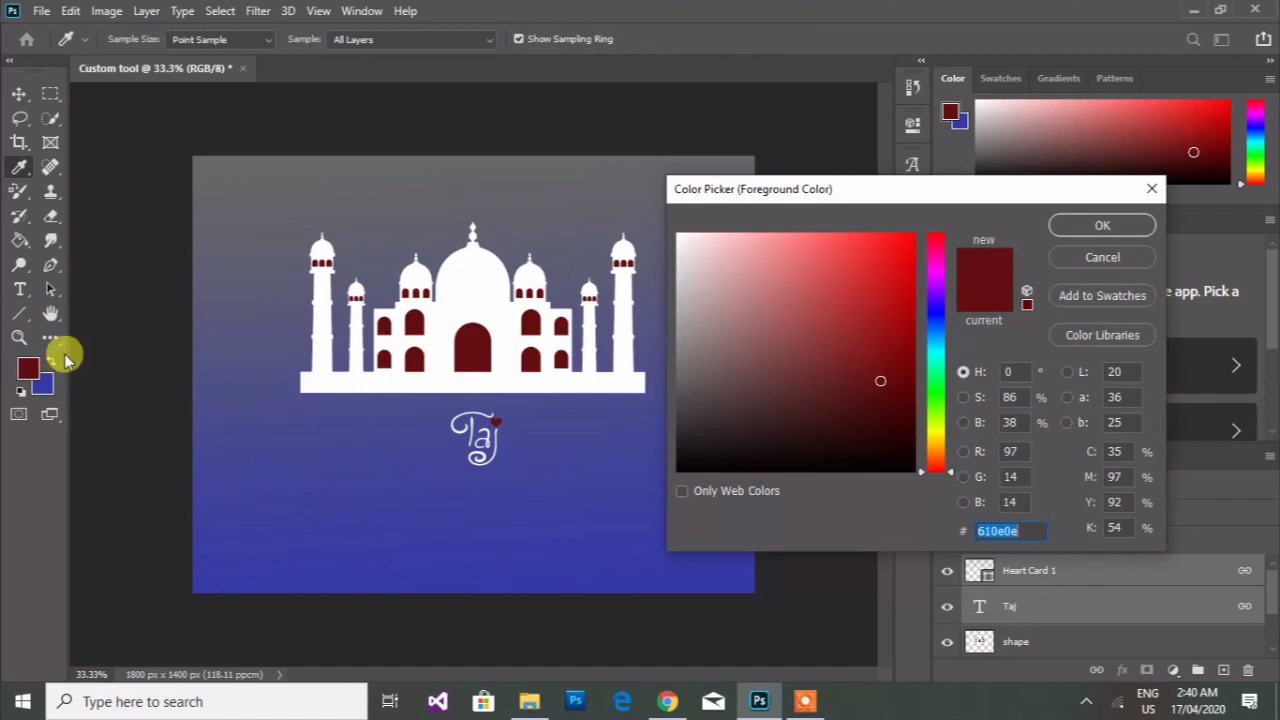 Ps File Edit Image Layer Type Select Filter 3D View Window Help
Sample Size: Point Sample Sample: All Layers Show Sampling Ring
Custom tool @ 33.3% (RGB/8) * ×
Color Swatches Gradients Patterns
Color Picker (Foreground Color)
new
current
OK
Cancel
Add to Swatches
Color Libraries
e app. Pick a
H: 0 ° L: 20
S: 86 % a: 36
B: 38 % b: 25
R: 97 C: 35 %
G: 14 M: 97 %
B: 14 Y: 92 %
# 610e0e K: 54 %
Only Web Colors
Taj
Heart Card 1
T Taj
shape
33.33% 1800 px x 1400 px (118.11 ppcm)
Type here to search
Ps
Ps
ENG
US
2:40 AM
17/04/2020